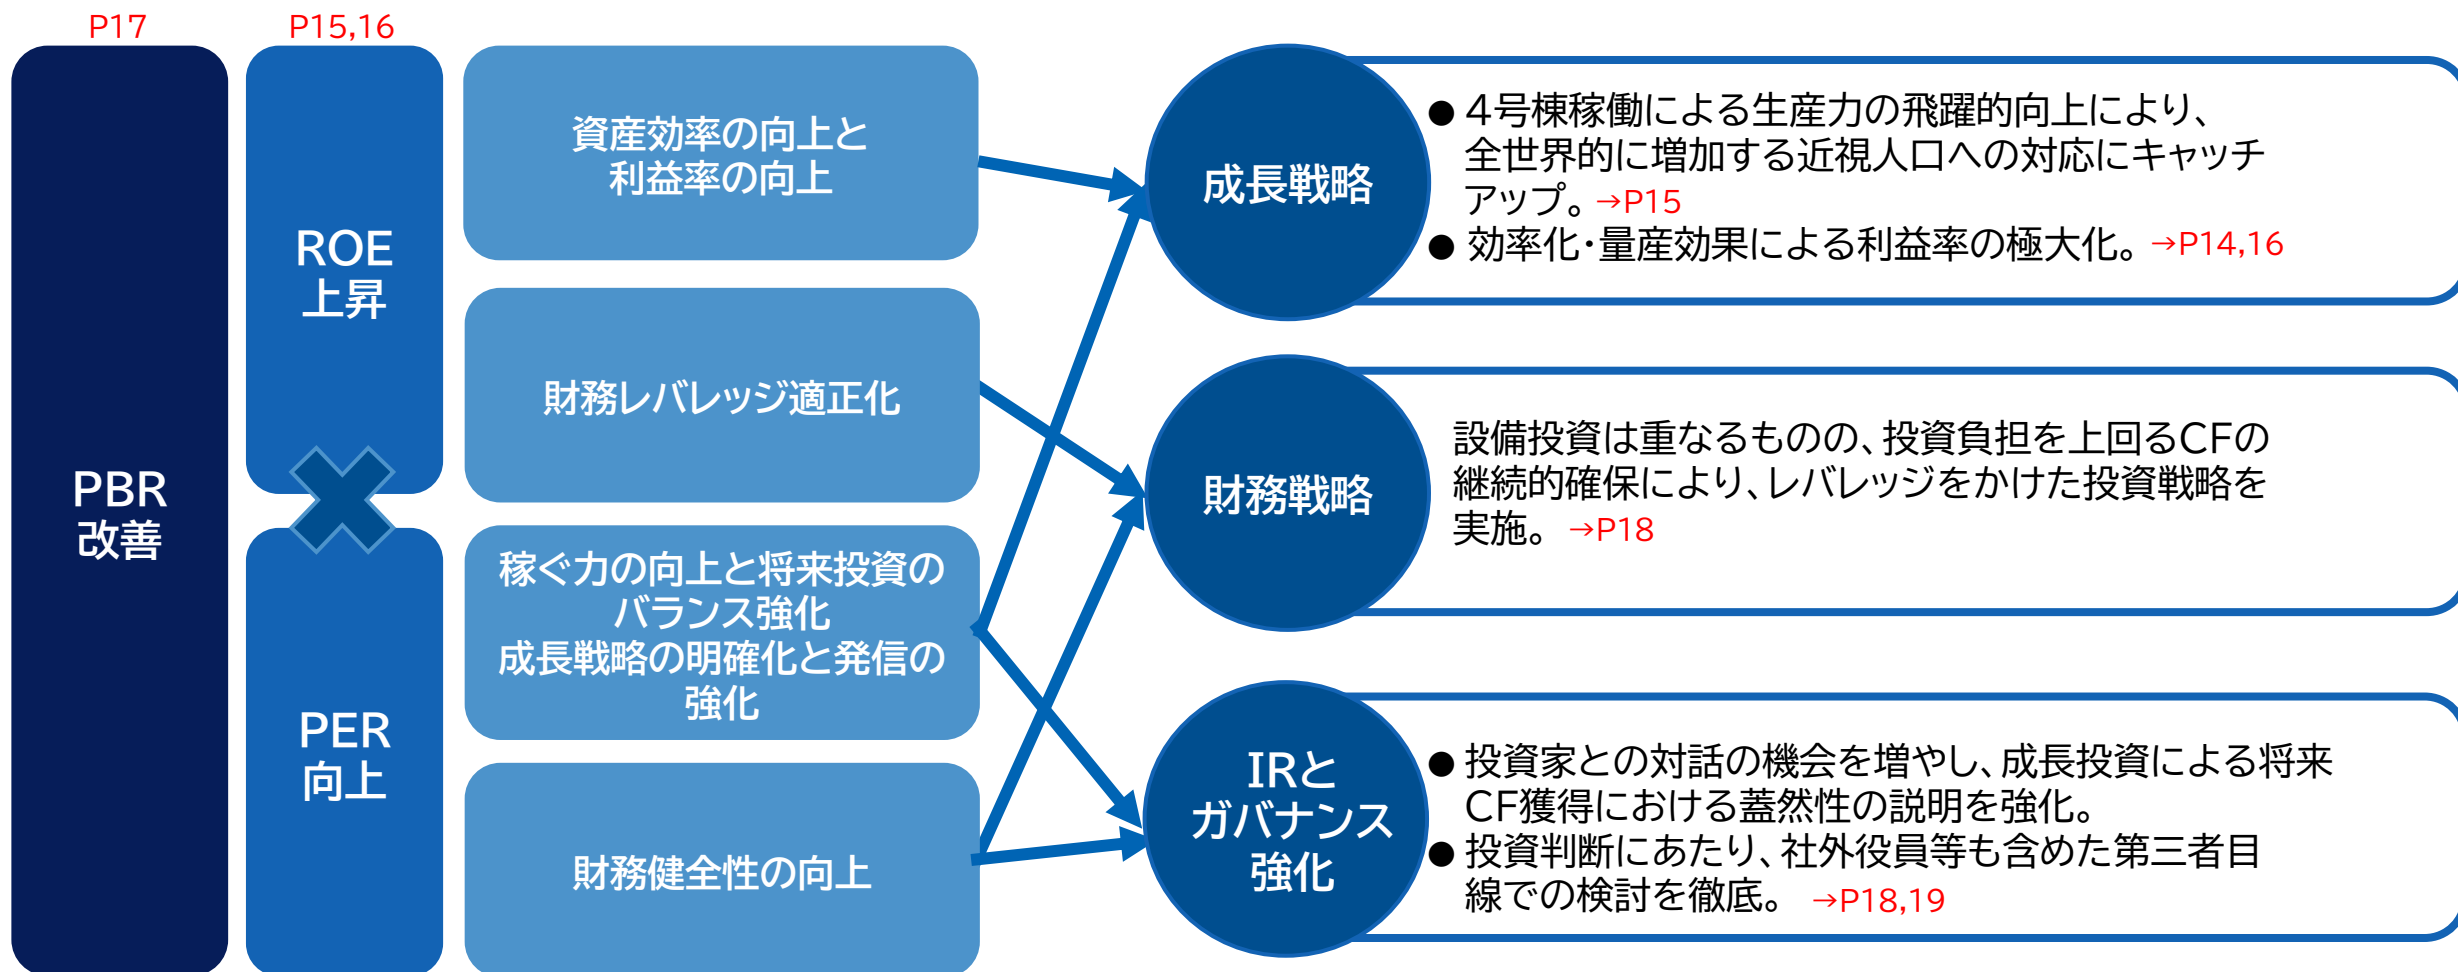 P17
P15,16
PBR
改善
ROE
上昇
PER
向上
資産効率の向上と
利益率の向上
財務レバレッジ適正化
稼ぐ力の向上と将来投資の
バランス強化
成長戦略の明確化と発信の
強化
財務健全性の向上
成長戦略
● 4号棟稼働による生産力の飛躍的向上により、
全世界的に増加する近視人口への対応にキャッチ
アップ。→P15
● 効率化・量産効果による利益率の極大化。→P14,16
財務戦略
設備投資は重なるものの、投資負担を上回るCFの
継続的確保により、レバレッジをかけた投資戦略を
実施。→P18
IRと
ガバナンス
強化
● 投資家との対話の機会を増やし、成長投資による将来
CF獲得における蓋然性の説明を強化。
● 投資判断にあたり、社外役員等も含めた第三者目
線での検討を徹底。→P18,19